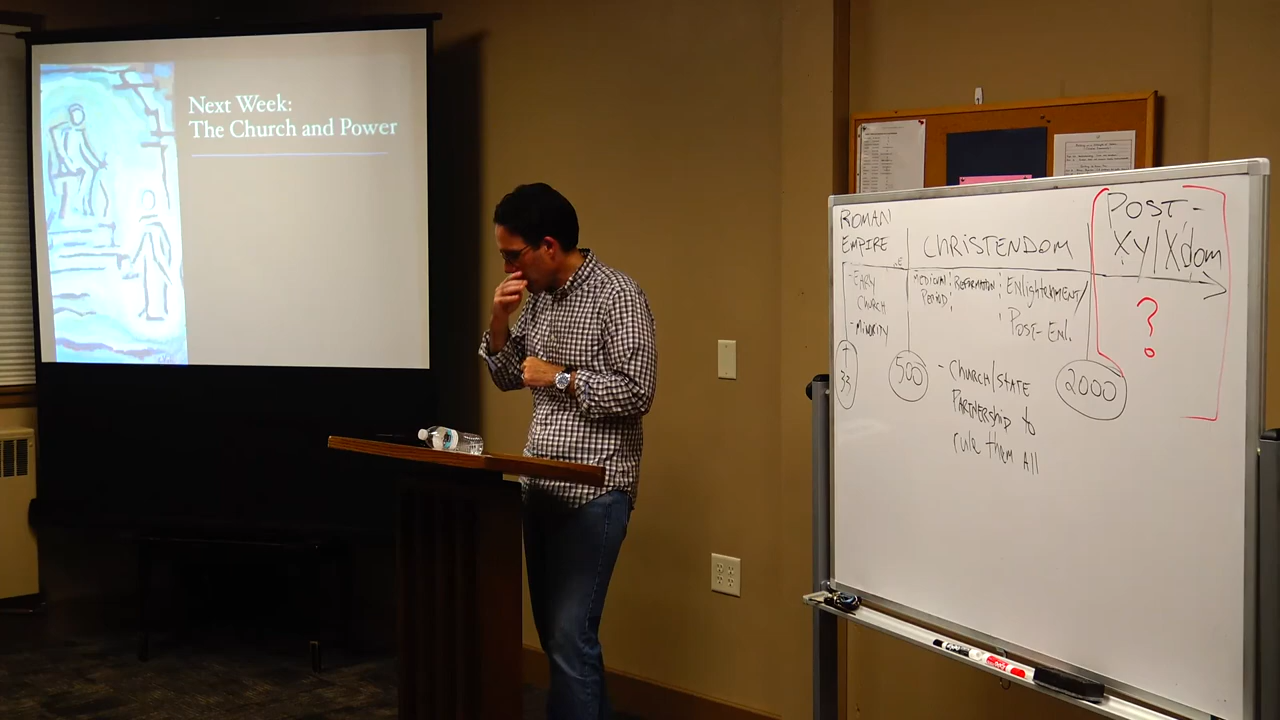 Next Week:
The Church and Power
ROMAN
EMPIRE
CHRISTENDOM
POST-
Xy/Xdom
-EARLY
CHURCH
-MINORITY
MEDIEVAL
PERIOD
REFORMATION
ENLIGHTENMENT/
POST-ENL.
?
33
500
2000
- CHURCH/STATE
PARTNERSHIP to
rule them All